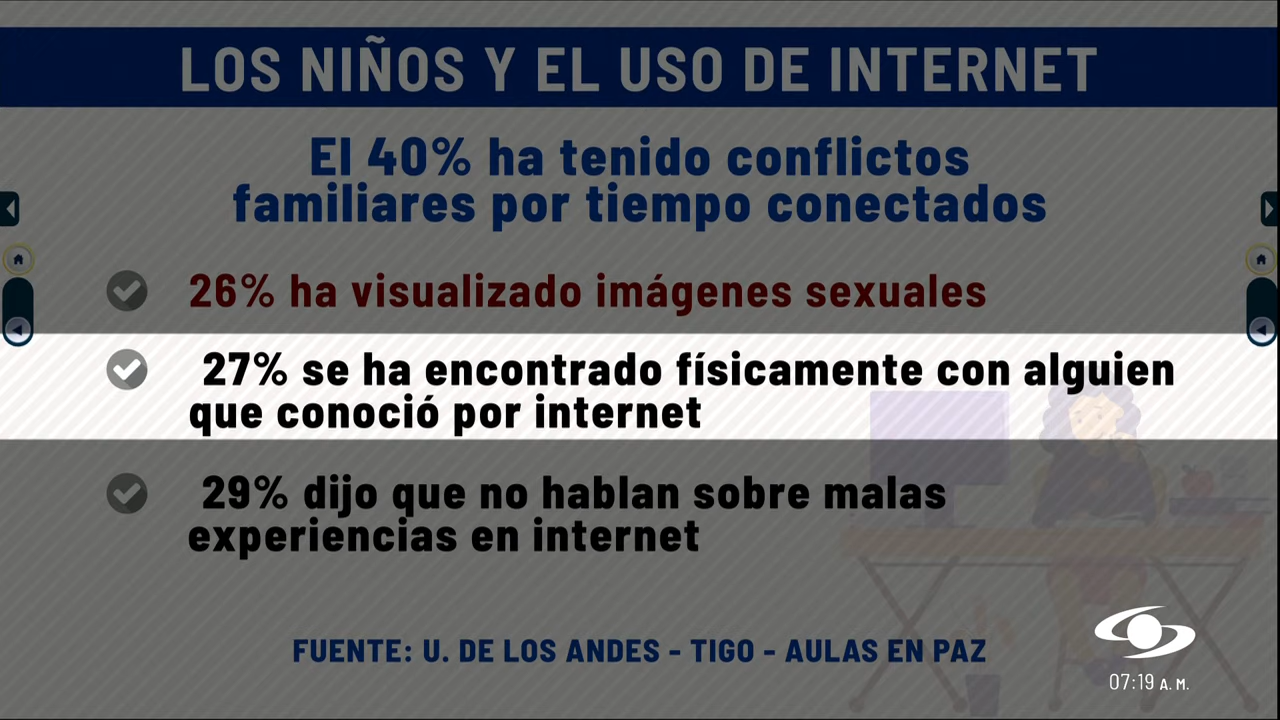 LOS NIÑOS Y EL USO DE INTERNET
El 40% ha tenido conflictos
familiares por tiempo conectados
26% ha visualizado imágenes sexuales
27% se ha encontrado físicamente con alguien
que conoció por internet
29% dijo que no hablan sobre malas
experiencias en internet
FUENTE: U. DE LOS ANDES - TIGO - AULAS EN PAZ
07:19 A. M.